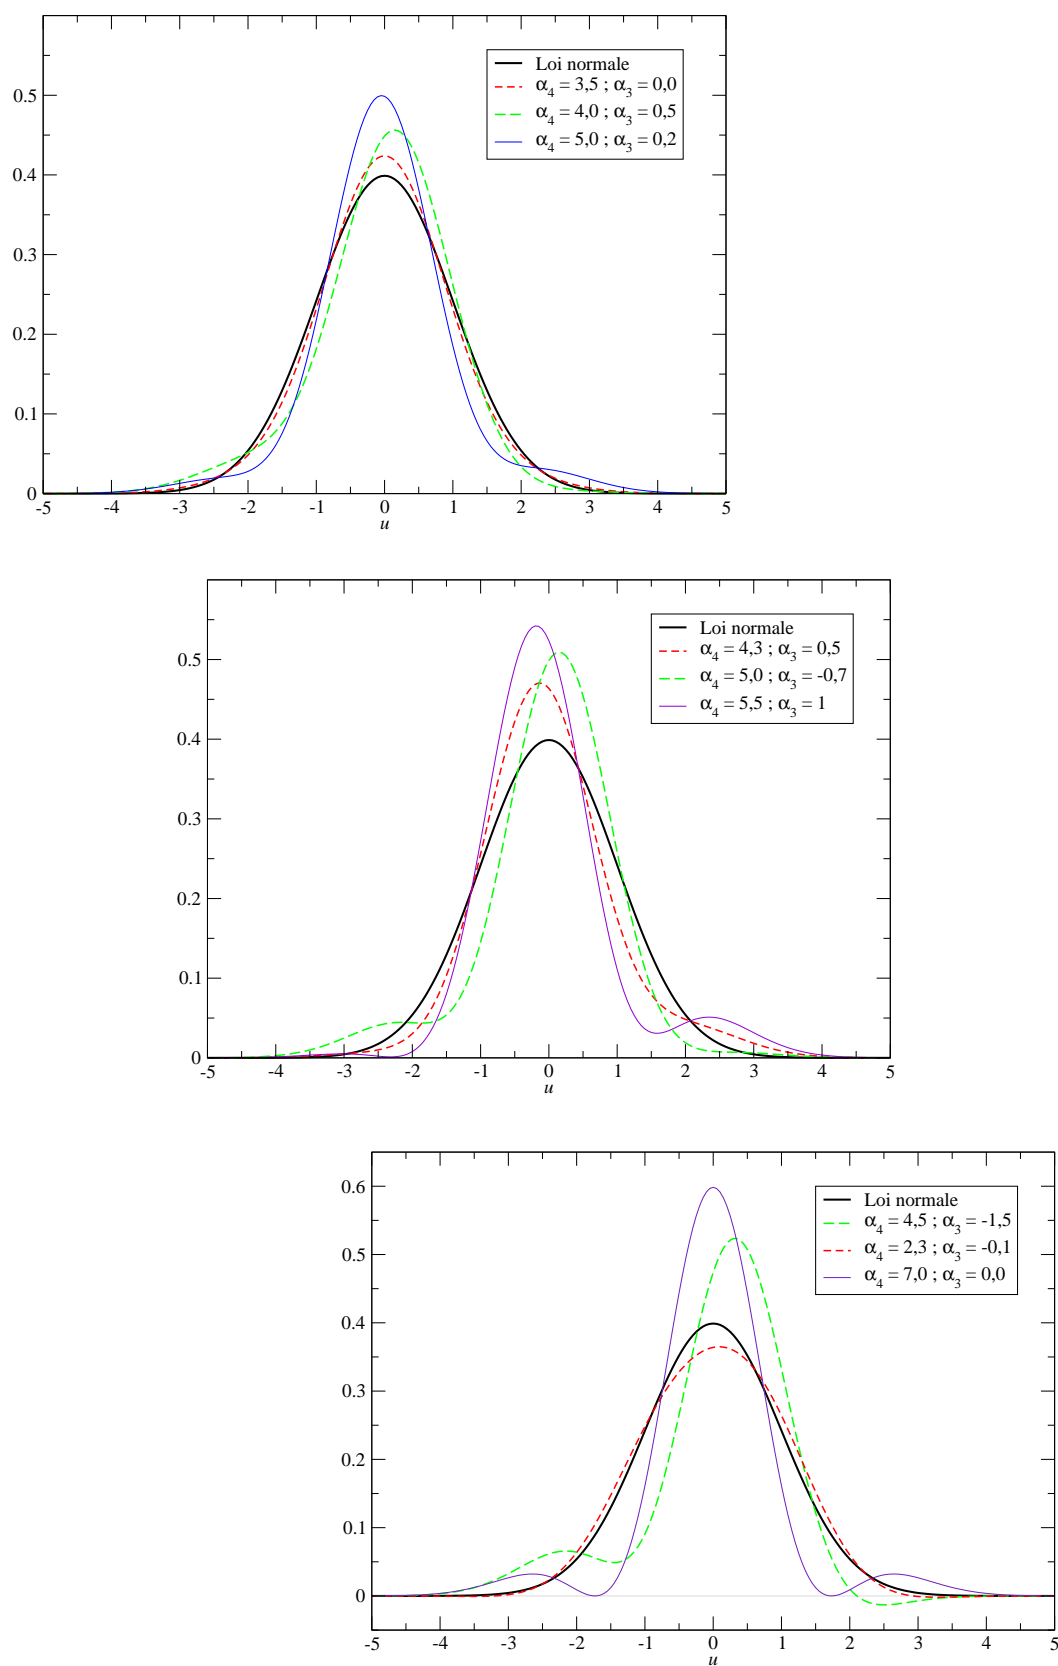 Loi normale
α4 = 3,5 ; α3 = 0,0
α4 = 4,0 ; α3 = 0,5
α4 = 5,0 ; α3 = 0,2
0.5
0.4
0.3
0.2
0.1
0
-5 -4 -3 -2 -1 0 1 2 3 4 5
u
Loi normale
α4 = 4,3 ; α3 = 0,5
α4 = 5,0 ; α3 = -0,7
α4 = 5,5 ; α3 = 1
0.5
0.4
0.3
0.2
0.1
0
-5 -4 -3 -2 -1 0 1 2 3 4 5
u
Loi normale
α4 = 4,5 ; α3 = -1,5
α4 = 2,3 ; α3 = -0,1
α4 = 7,0 ; α3 = 0,0
0.6
0.5
0.4
0.3
0.2
0.1
0
-5 -4 -3 -2 -1 0 1 2 3 4 5
u